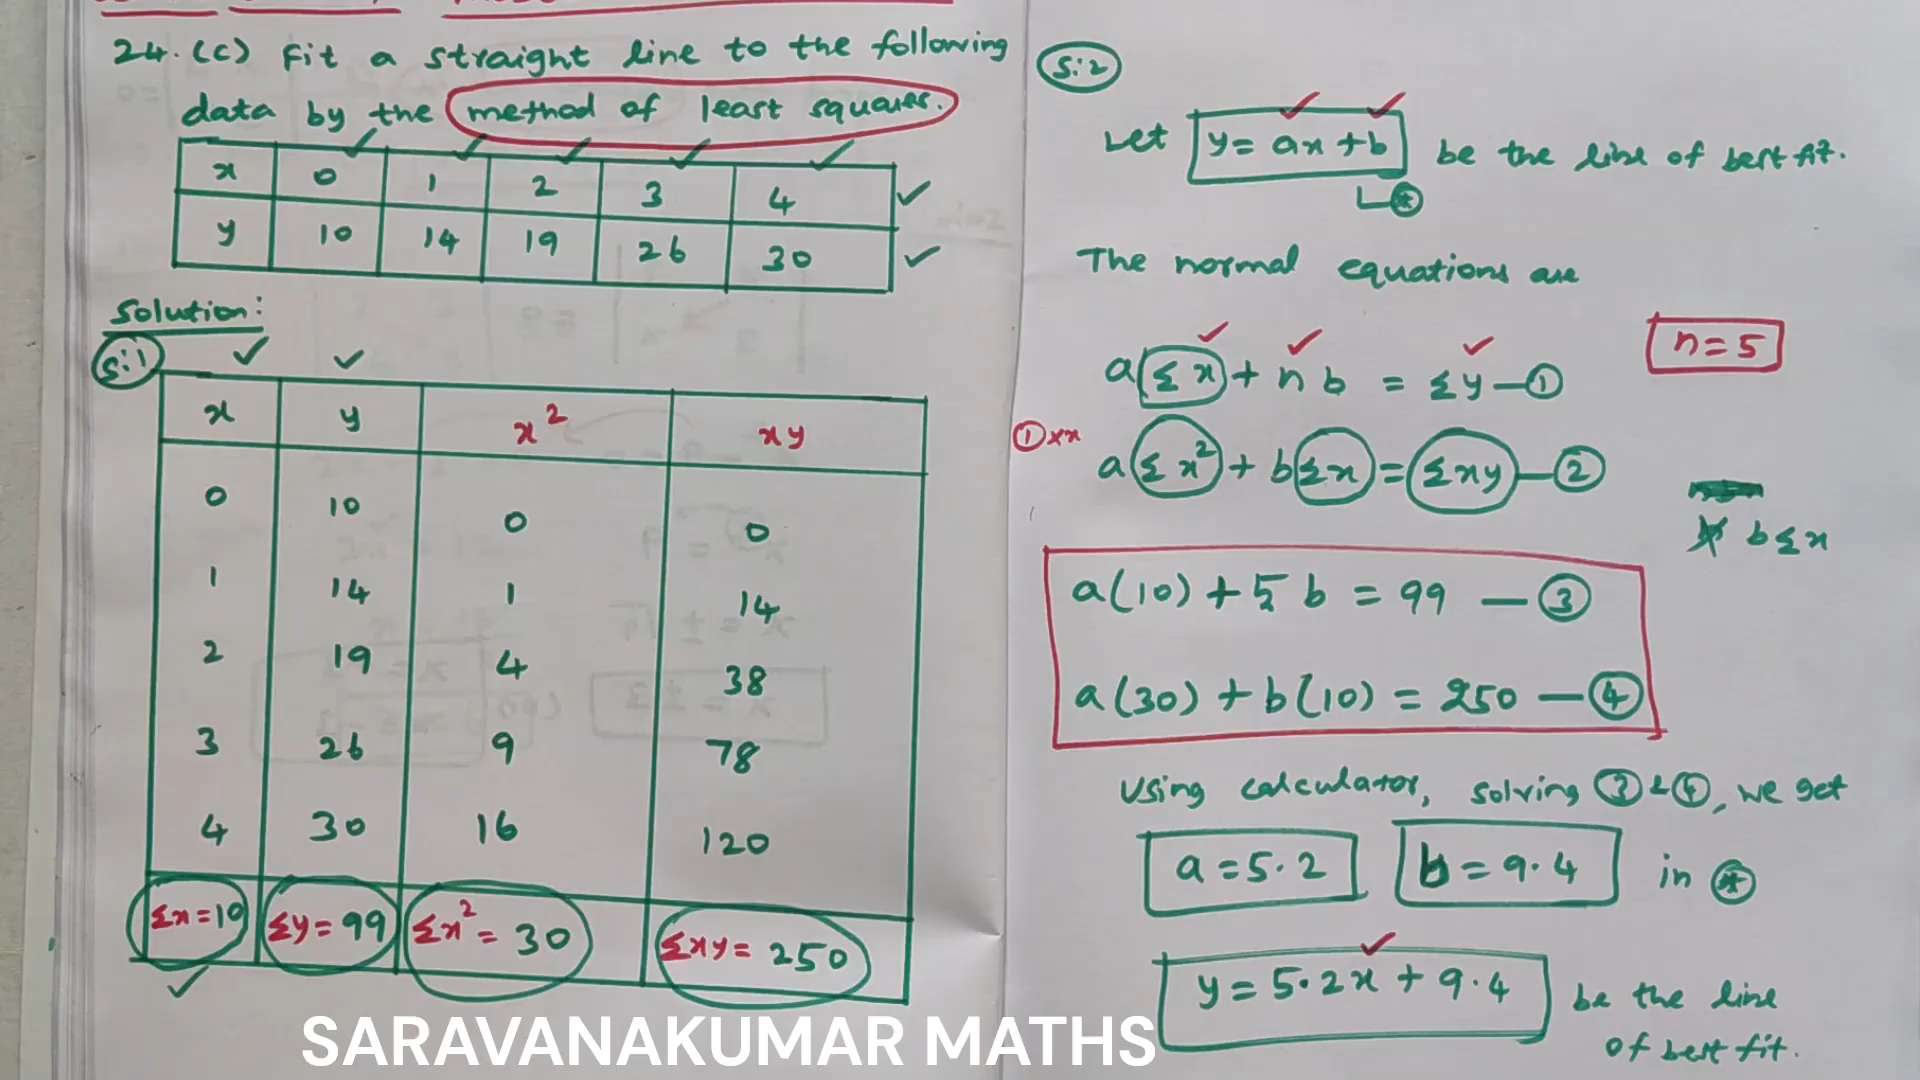 24.(c) Fit a straight line to the following
data by the method of least squares.
x 0 1 2 3 4
y 10 14 19 26 30
Solution:
S:1
x y x² xy
0 10 0 0
1 14 1 14
2 19 4 38
3 26 9 78
4 30 16 120
Σx=10 Σy=99 Σx²=30 Σxy=250
S:2
Let y=ax+b be the line of best fit.
*
The normal equations are
n=5
a Σx + nb = Σy — ①
①×x a Σx² + b Σx = Σxy — ②
bΣx
a(10) + 5b = 99 — ③
a(30) + b(10) = 250 — ④
Using calculator, solving ③ & ④, we get
a=5.2 b=9.4 in *
y=5.2x+9.4 be the line
of best fit.
SARAVANAKUMAR MATHS